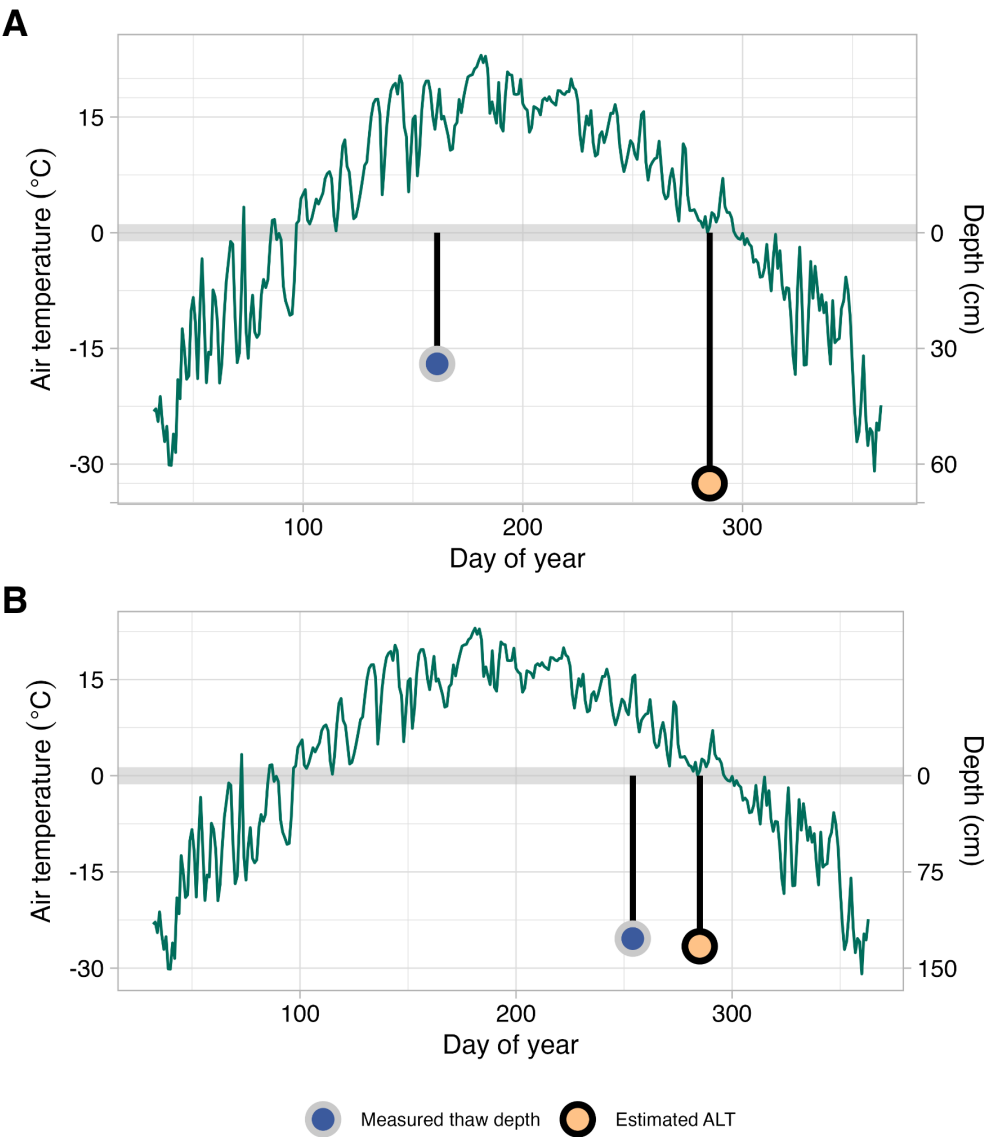 A
Air temperature (°C)
15
0
-15
-30
0
30
60
Depth (cm)
100
200
300
Day of year
B
Air temperature (°C)
15
0
-15
-30
0
75
150
Depth (cm)
100
200
300
Day of year
Measured thaw depth
Estimated ALT